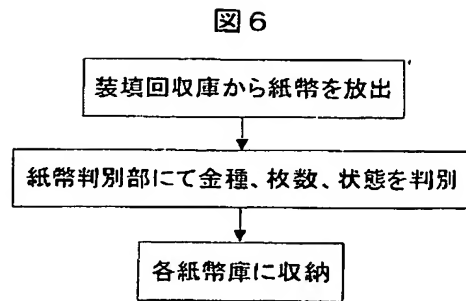 図6
装填回収庫から紙幣を放出
紙幣判別部にて金種、枚数、状態を判別
各紙幣庫に収納